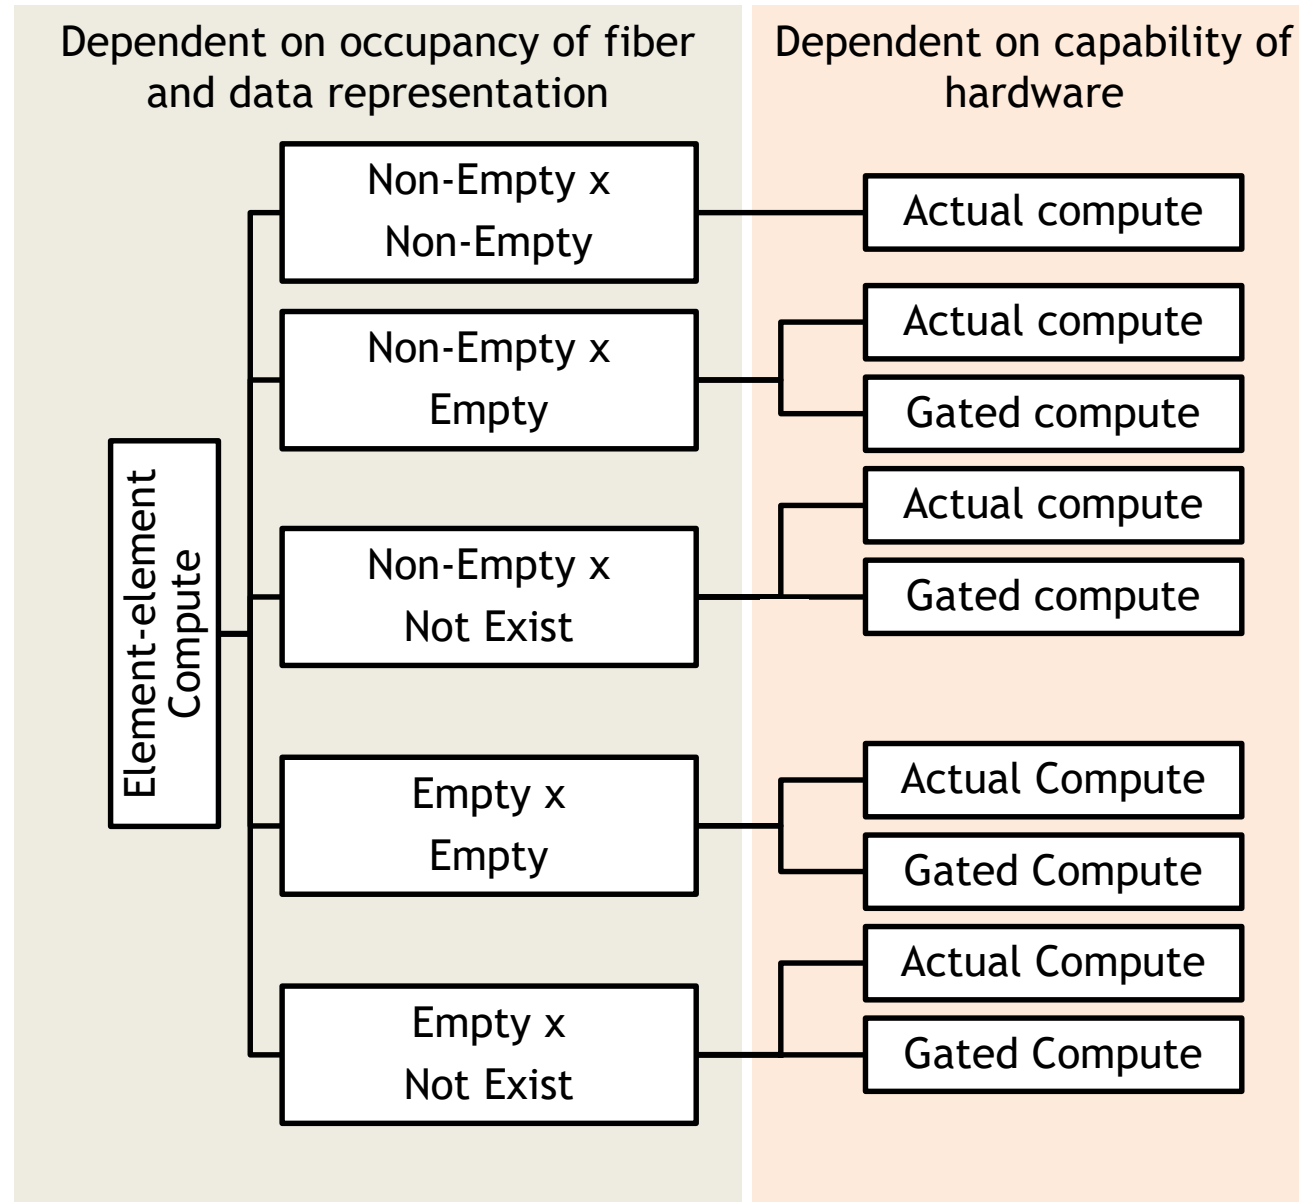 Dependent on occupancy of fiber
and data representation
Dependent on capability of
hardware
Element-element
Compute
Non-Empty x
Non-Empty
Actual compute
Non-Empty x
Empty
Actual compute
Gated compute
Non-Empty x
Not Exist
Actual compute
Gated compute
Empty x
Empty
Actual Compute
Gated Compute
Empty x
Not Exist
Actual Compute
Gated Compute